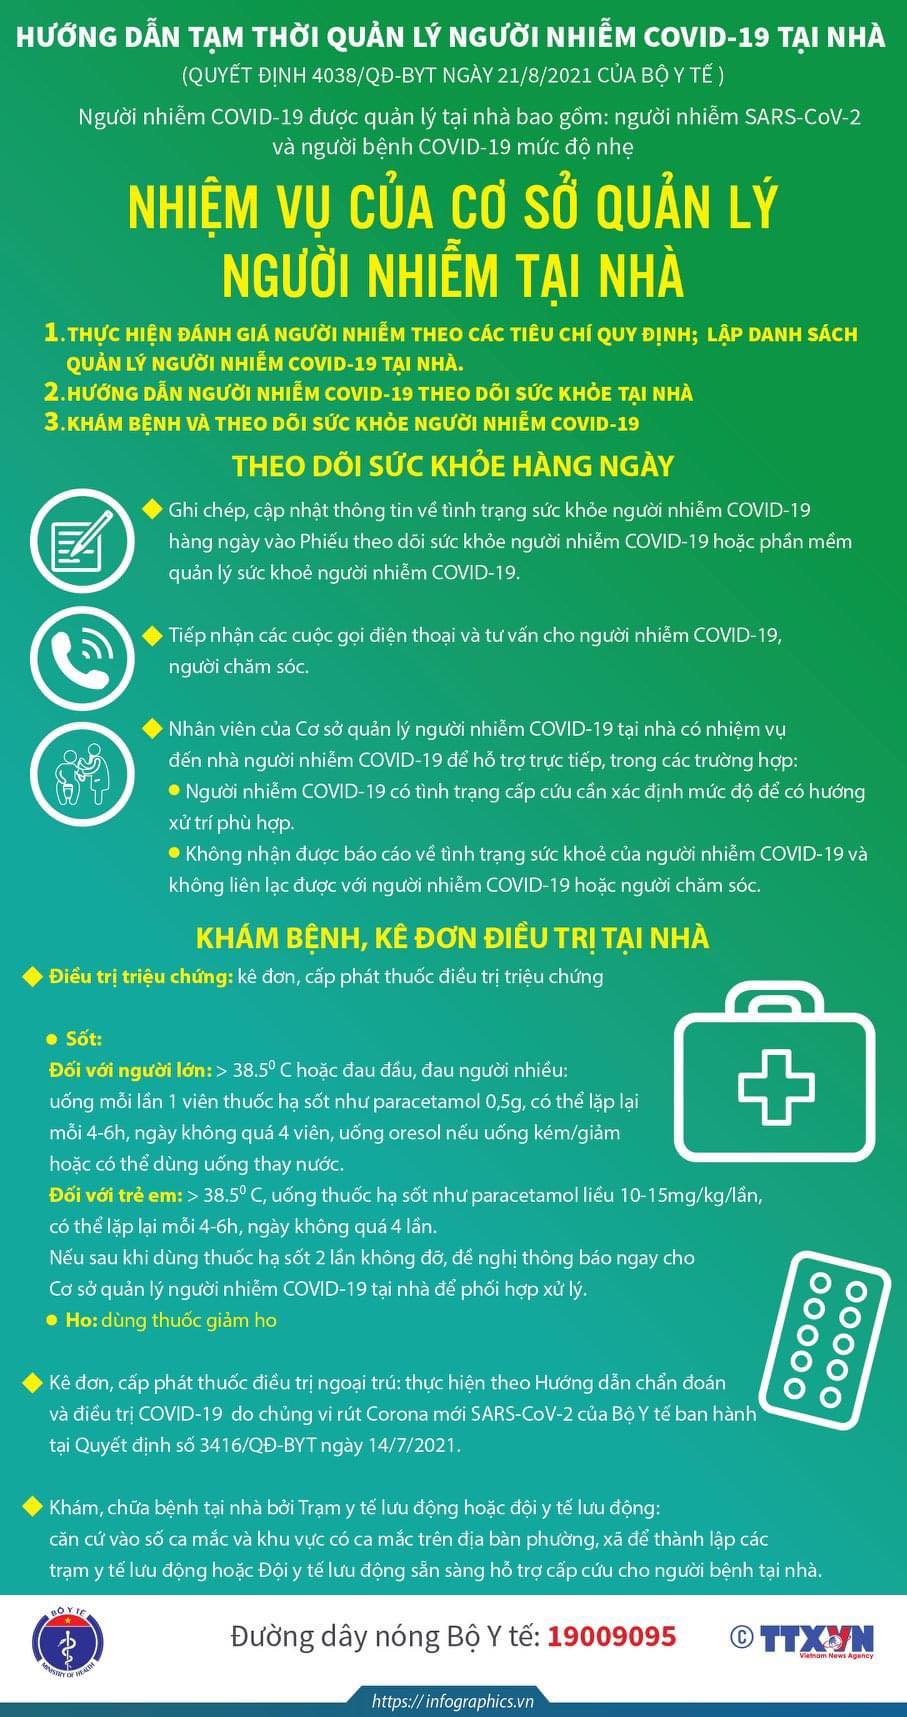 HƯỚNG DẪN TẠM THỜI QUẢN LÝ NGƯỜI NHIỄM COVID-19 TẠI NHÀ
(QUYẾT ĐỊNH 4038/QĐ-BYT NGÀY 21/8/2021 CỦA BỘ Y TẾ )
Người nhiễm COVID-19 được quản lý tại nhà bao gồm: người nhiễm SARS-CoV-2
và người bệnh COVID-19 mức độ nhẹ
NHIỆM VỤ CỦA CƠ SỞ QUẢN LÝ
NGƯỜI NHIỄM TẠI NHÀ
1.THỰC HIỆN ĐÁNH GIÁ NGƯỜI NHIỄM THEO CÁC TIÊU CHÍ QUY ĐỊNH; LẬP DANH SÁCH
QUẢN LÝ NGƯỜI NHIỄM COVID-19 TẠI NHÀ.
2.HƯỚNG DẪN NGƯỜI NHIỄM COVID-19 THEO DÕI SỨC KHỎE TẠI NHÀ
3.KHÁM BỆNH VÀ THEO DÕI SỨC KHỎE NGƯỜI NHIỄM COVID-19
THEO DÕI SỨC KHỎE HÀNG NGÀY
Ghi chép, cập nhật thông tin về tình trạng sức khỏe người nhiễm COVID-19
hàng ngày vào Phiếu theo dõi sức khỏe người nhiễm COVID-19 hoặc phần mềm
quản lý sức khoẻ người nhiễm COVID-19.
Tiếp nhận các cuộc gọi điện thoại và tư vấn cho người nhiễm COVID-19,
người chăm sóc.
Nhân viên của Cơ sở quản lý người nhiễm COVID-19 tại nhà có nhiệm vụ
đến nhà người nhiễm COVID-19 để hỗ trợ trực tiếp, trong các trường hợp:
• Người nhiễm COVID-19 có tình trạng cấp cứu cần xác định mức độ để có hướng
xử trí phù hợp.
• Không nhận được báo cáo về tình trạng sức khoẻ của người nhiễm COVID-19 và
không liên lạc được với người nhiễm COVID-19 hoặc người chăm sóc.
KHÁM BỆNH, KÊ ĐƠN ĐIỀU TRỊ TẠI NHÀ
Điều trị triệu chứng: kê đơn, cấp phát thuốc điều trị triệu chứng
• Sốt:
Đối với người lớn: > 38.5⁰ C hoặc đau đầu, đau người nhiều:
uống mỗi lần 1 viên thuốc hạ sốt như paracetamol 0,5g, có thể lặp lại
mỗi 4-6h, ngày không quá 4 viên, uống oresol nếu uống kém/giảm
hoặc có thể dùng uống thay nước.
Đối với trẻ em: > 38.5⁰ C, uống thuốc hạ sốt như paracetamol liều 10-15mg/kg/lần,
có thể lặp lại mỗi 4-6h, ngày không quá 4 lần.
Nếu sau khi dùng thuốc hạ sốt 2 lần không đỡ, đề nghị thông báo ngay cho
Cơ sở quản lý người nhiễm COVID-19 tại nhà để phối hợp xử lý.
• Ho: dùng thuốc giảm ho
Kê đơn, cấp phát thuốc điều trị ngoại trú: thực hiện theo Hướng dẫn chẩn đoán
và điều trị COVID-19 do chủng vi rút Corona mới SARS-CoV-2 của Bộ Y tế ban hành
tại Quyết định số 3416/QĐ-BYT ngày 14/7/2021.
Khám, chữa bệnh tại nhà bởi Trạm y tế lưu động hoặc đội y tế lưu động:
căn cứ vào số ca mắc và khu vực có ca mắc trên địa bàn phường, xã để thành lập các
trạm y tế lưu động hoặc Đội y tế lưu động sẵn sàng hỗ trợ cấp cứu cho người bệnh tại nhà.
BỘ Y TẾ
MINISTRY OF HEALTH
Đường dây nóng Bộ Y tế: 19009095
© TTXVN
Vietnam News Agency
https://infographics.vn